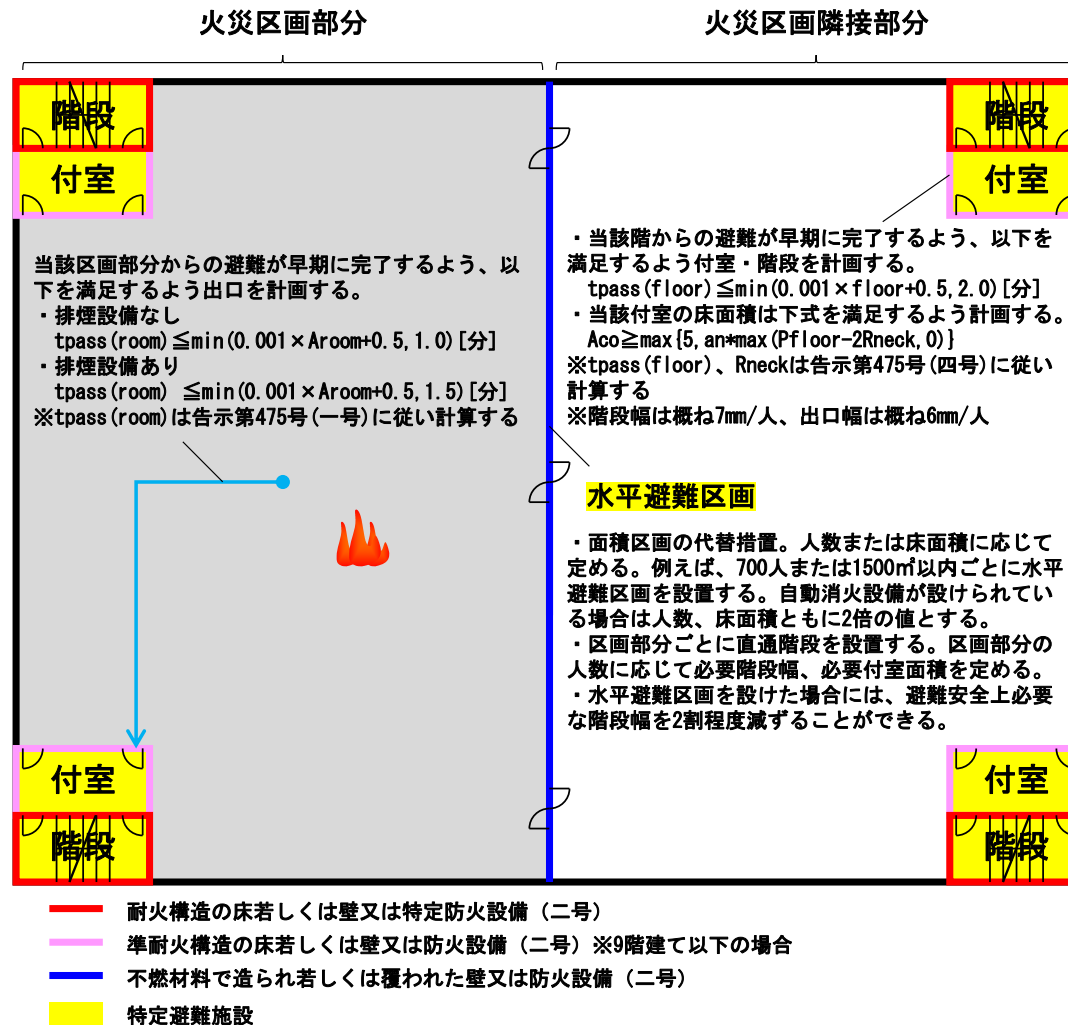 火災区画部分
火災区画隣接部分
階段
付室
階段
付室
当該区画部分からの避難が早期に完了するよう、以
下を満足するよう出口を計画する。
・排煙設備なし
tpass(room)≦min(0.001×Aroom+0.5,1.0)[分]
・排煙設備あり
tpass(room) ≦min(0.001×Aroom+0.5,1.5)[分]
※tpass(room)は告示第475号(一号)に従い計算する
・当該階からの避難が早期に完了するよう、以下を
満足するよう付室・階段を計画する。
tpass(floor)≦min(0.001×floor+0.5,2.0)[分]
・当該付室の床面積は下式を満足するよう計画する。
Aco≧max{5,an*max(Pfloor-2Rneck,0)}
※tpass(floor)、Rneckは告示第475号(四号)に従い
計算する
※階段幅は概ね7mm/人、出口幅は概ね6mm/人
水平避難区画
・面積区画の代替措置。人数または床面積に応じて
定める。例えば、700人または1500㎡以内ごとに水平
避難区画を設置する。自動消火設備が設けられてい
る場合は人数、床面積ともに2倍の値とする。
・区画部分ごとに直通階段を設置する。区画部分の
人数に応じて必要階段幅、必要付室面積を定める。
・水平避難区画を設けた場合には、避難安全上必要
な階段幅を2割程度減ずることができる。
付室
階段
付室
階段
耐火構造の床若しくは壁又は特定防火設備（二号）
準耐火構造の床若しくは壁又は防火設備（二号）※9階建て以下の場合
不燃材料で造られ若しくは覆われた壁又は防火設備（二号）
特定避難施設